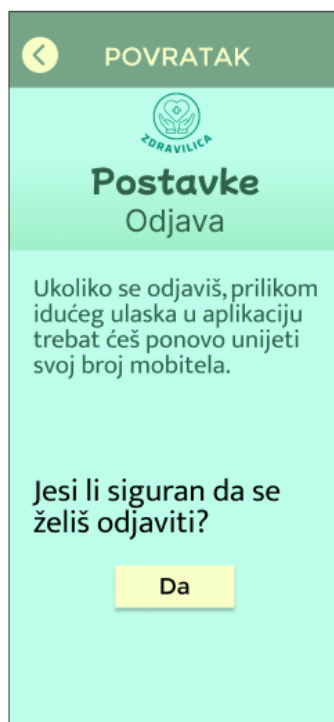 POVRATAK
ZDRAVILICA
Postavke
Odjava
Ukoliko se odjaviš, prilikom
idućeg ulaska u aplikaciju
trebat ćeš ponovo unijeti
svoj broj mobitela.
Jesi li siguran da se
želiš odjaviti?
Da